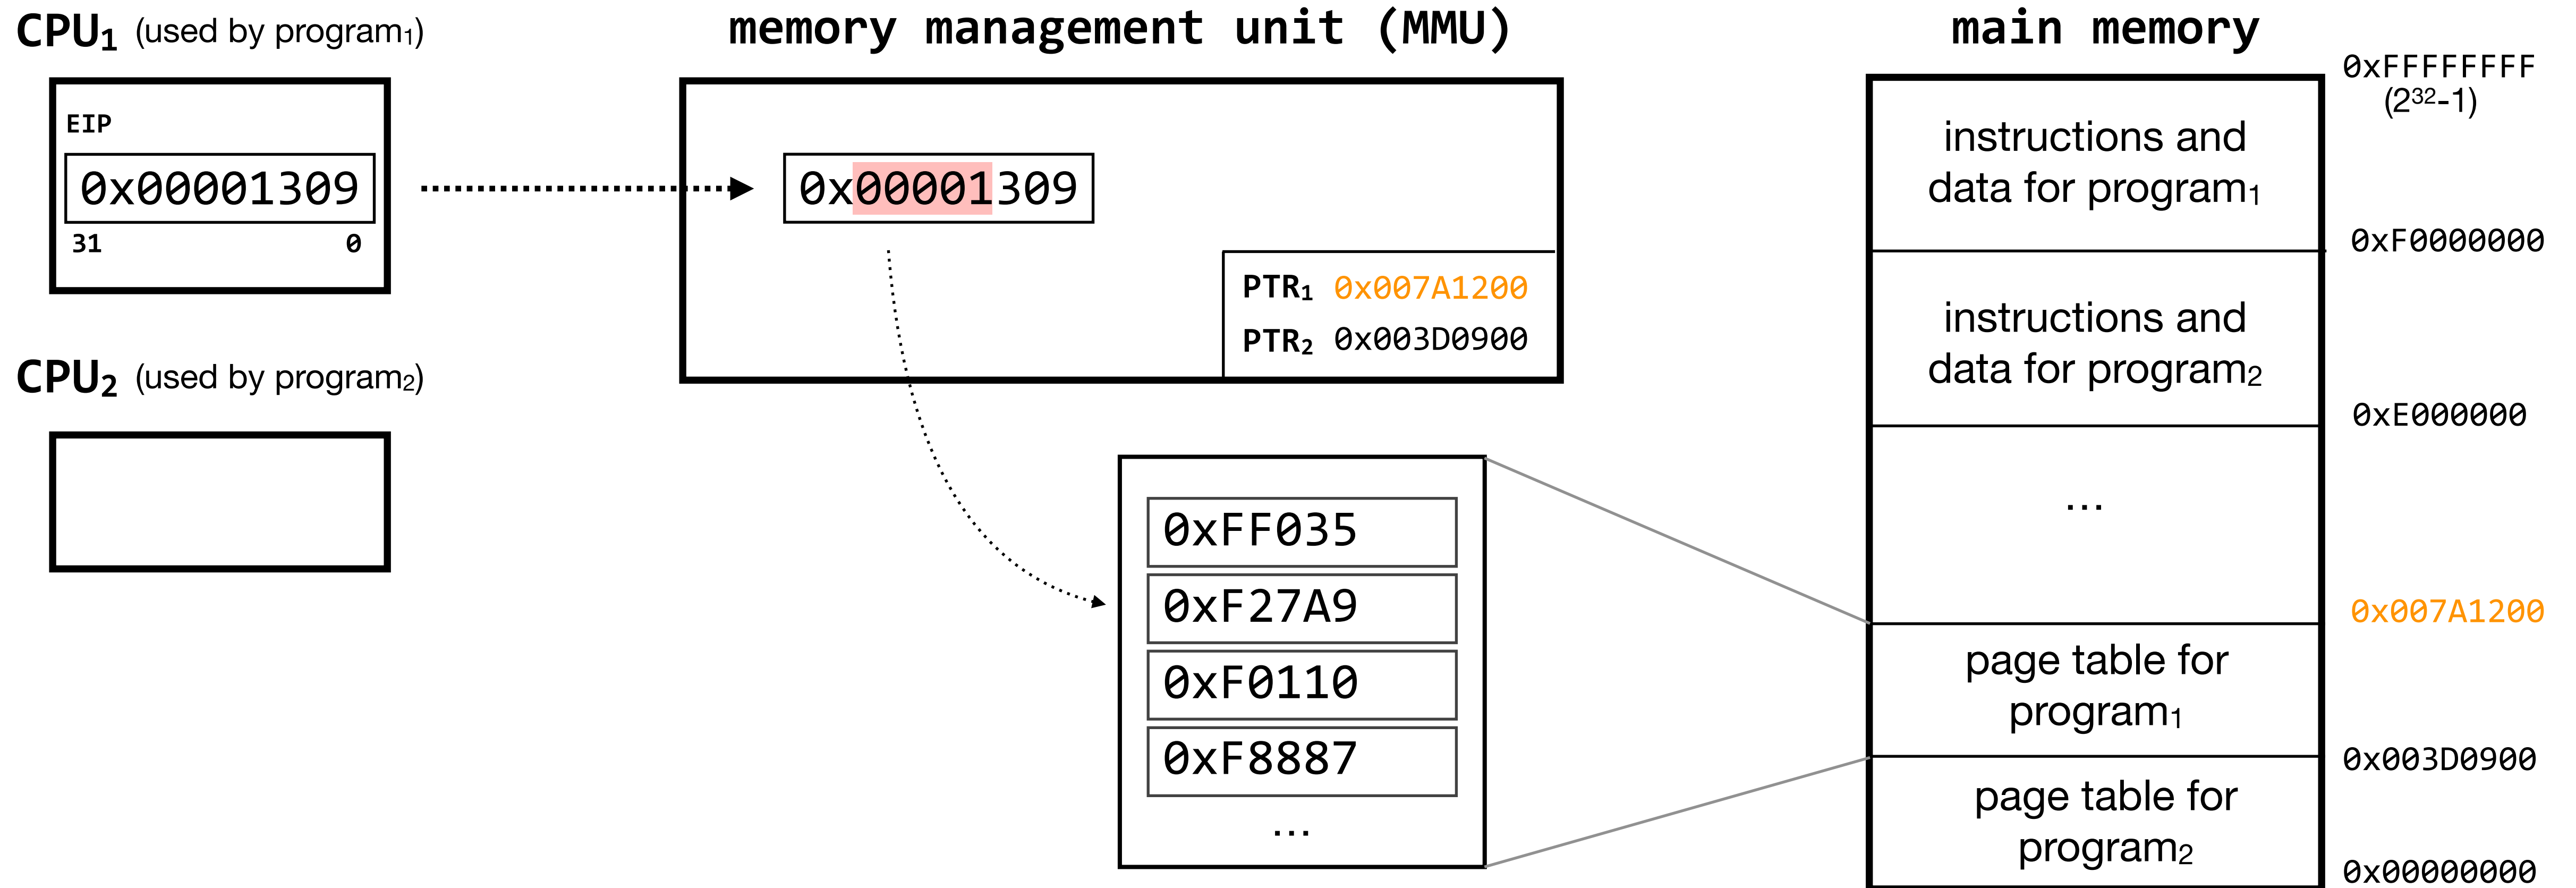 CPU₁ (used by program₁)
EIP
0x00001309
31 0
CPU₂ (used by program₂)
memory management unit (MMU)
0x00001309
PTR₁ 0x007A1200
PTR₂ 0x003D0900
0xFF035
0xF27A9
0xF0110
0xF8887
...
main memory
0xFFFFFFFF
(2³²-1)
instructions and
data for program₁
0xF0000000
instructions and
data for program₂
0xE000000
...
0x007A1200
page table for
program₁
0x003D0900
page table for
program₂
0x00000000